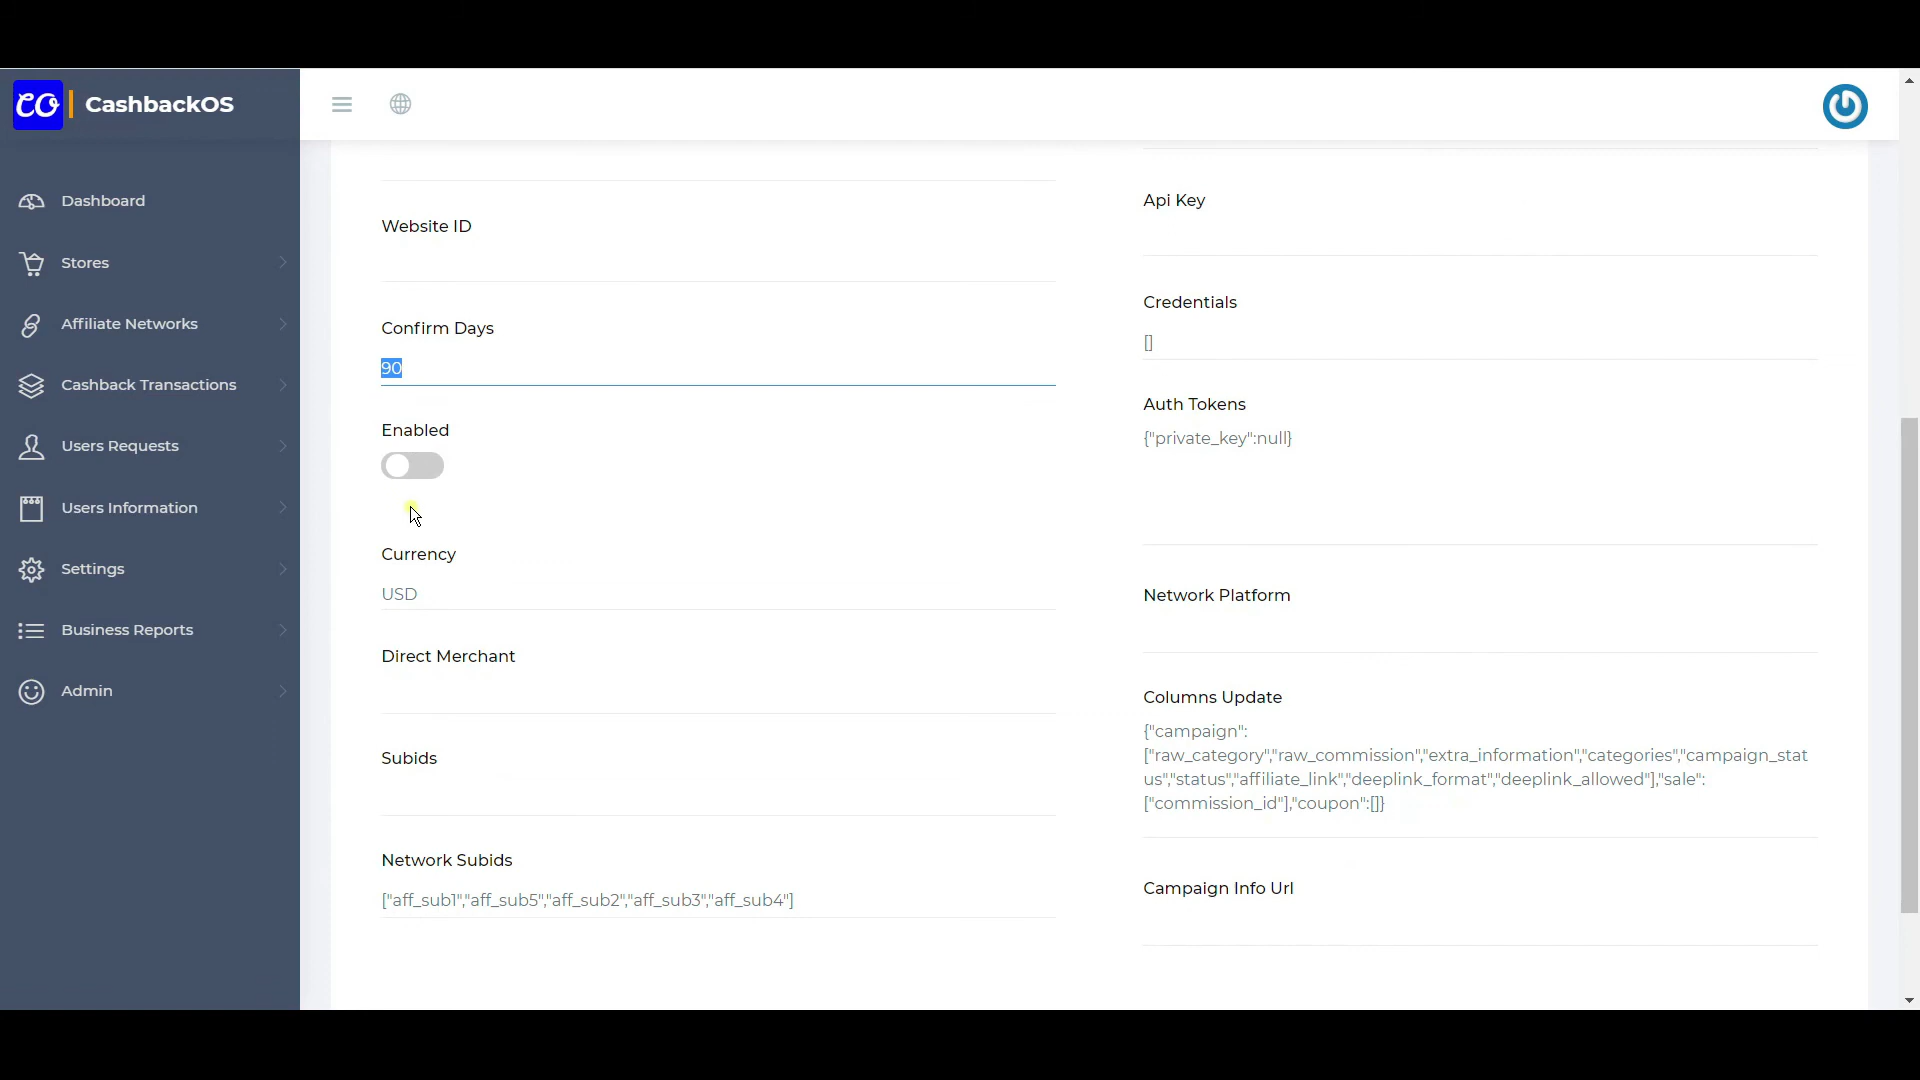 CO CashbackOS
Dashboard
Stores
Affiliate Networks
Cashback Transactions
Users Requests
Users Information
Settings
Business Reports
Admin
Website ID
Confirm Days
90
Enabled
Currency
USD
Direct Merchant
Subids
Network Subids
["aff_sub1","aff_sub5","aff_sub2","aff_sub3","aff_sub4"]
Api Key
Credentials
[]
Auth Tokens
{"private_key":null}
Network Platform
Columns Update
{"campaign":
["raw_category","raw_commission","extra_information","categories","campaign_stat
us","status","affiliate_link","deeplink_format","deeplink_allowed"],"sale":
["commission_id"],"coupon":[]}
Campaign Info Url